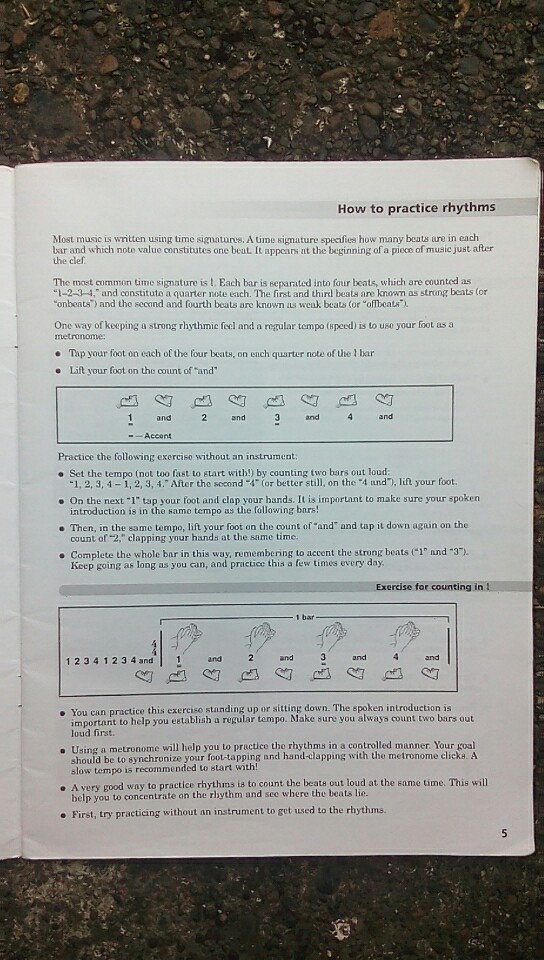 How to practice rhythms
Most music is written using time signatures. A time signature specifies how many beats are in each
bar and which note value constitutes one beat. It appears at the beginning of a piece of music just after
the clef.
The most common time signature is Each bar is separated into four beats, which are counted as
"1–2–3–4," and constitute a quarter note each. The first and third beats are known as strong beats (or
"onbeats") and the second and fourth beats are known as weak beats (or "offbeats").
One way of keeping a strong rhythmic feel and a regular tempo (speed) is to use your foot as a
metronome:
• Tap your foot on each of the four beats, on each quarter note of the bar
• Lift your foot on the count of "and"
1 and 2 and 3 and 4 and
= — Accent
Practice the following exercise without an instrument:
• Set the tempo (not too fast to start with!) by counting two bars out loud:
"1, 2, 3, 4 – 1, 2, 3, 4." After the second "4" (or better still, on the "4 and"), lift your foot.
• On the next "1" tap your foot and clap your hands. It is important to make sure your spoken
introduction is in the same tempo as the following bars!
• Then, in the same tempo, lift your foot on the count of "and" and tap it down again on the
count of "2," clapping your hands at the same time.
• Complete the whole bar in this way, remembering to accent the strong beats ("1" and "3").
Keep going as long as you can, and practice this a few times every day.
Exercise for counting in
1 bar
4
4
1 2 3 4 1 2 3 4 and 1 and 2 and 3 and 4 and
• You can practice this exercise standing up or sitting down. The spoken introduction is
important to help you establish a regular tempo. Make sure you always count two bars out
loud first.
• Using a metronome will help you to practice the rhythms in a controlled manner. Your goal
should be to synchronize your foot-tapping and hand-clapping with the metronome clicks. A
slow tempo is recommended to start with!
• A very good way to practice rhythms is to count the beats out loud at the same time. This will
help you to concentrate on the rhythm and see where the beats lie.
• First, try practicing without an instrument to get used to the rhythms.
5